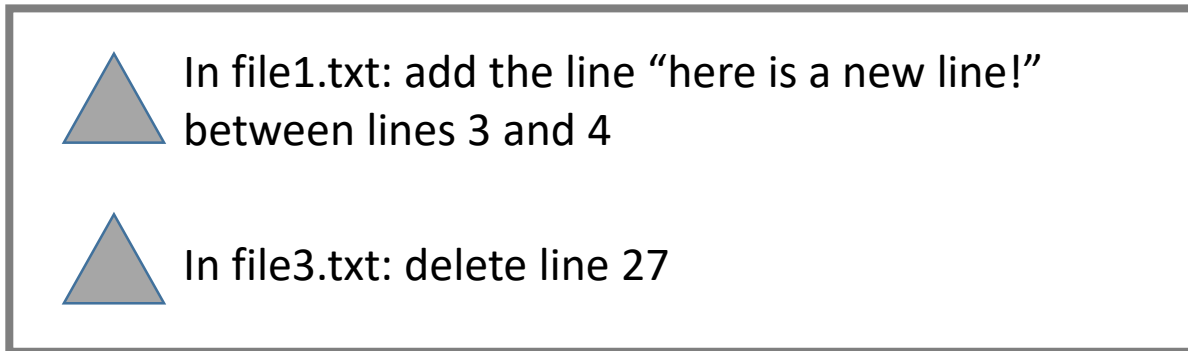 In file1.txt: add the line “here is a new line!”
between lines 3 and 4
In file3.txt: delete line 27